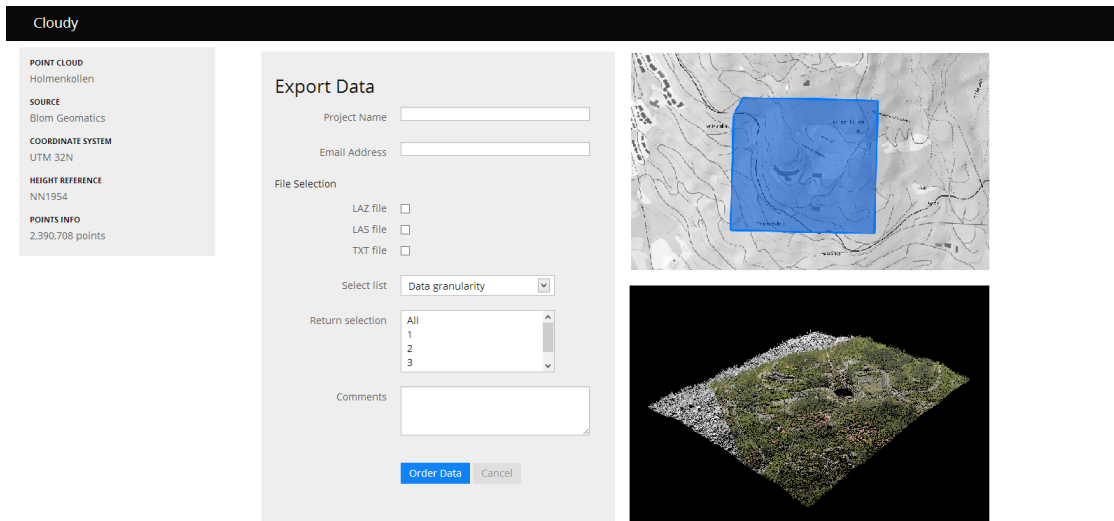 Cloudy
POINT CLOUD
Holmenkollen
SOURCE
Blom Geomatics
COORDINATE SYSTEM
UTM 32N
HEIGHT REFERENCE
NN1954
POINTS INFO
2,390,708 points
Export Data
Project Name
Email Address
File Selection
LAZ file
LAS file
TXT file
Select list
Data granularity
Return selection
All
1
2
3
Comments
Order Data
Cancel